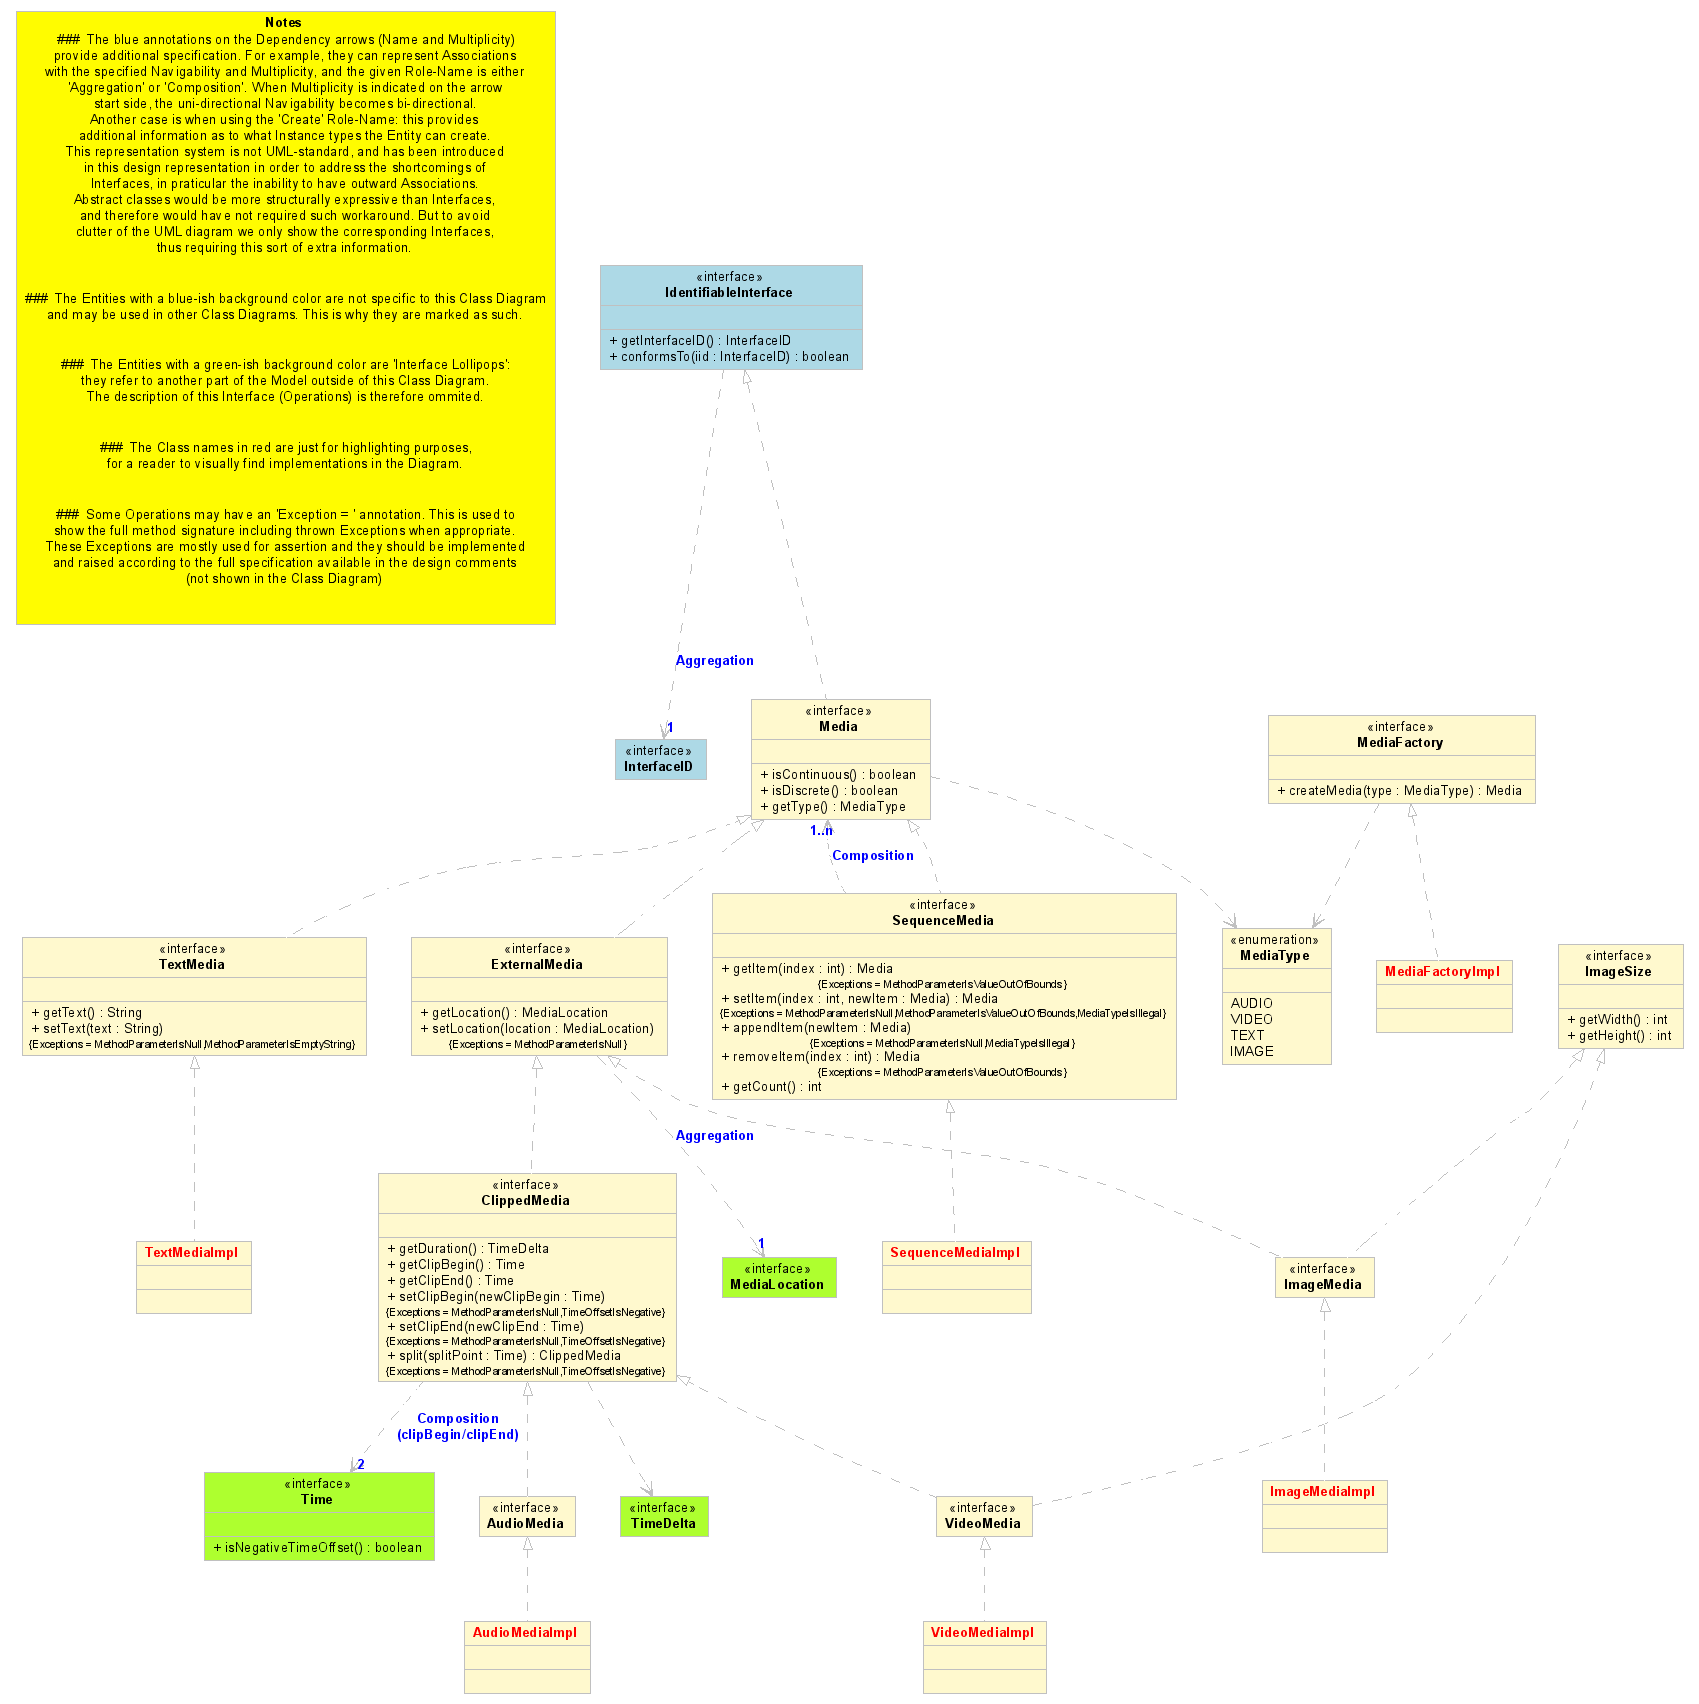 Notes
### The blue annotations on the Dependency arrows (Name and Multiplicity)
provide additional specification. For example, they can represent Associations
with the specified Navigability and Multiplicity, and the given Role-Name is either
'Aggregation' or 'Composition'. When Multiplicity is indicated on the arrow
start side, the uni-directional Navigability becomes bi-directional.
Another case is when using the 'Create' Role-Name: this provides
additional information as to what Instance types the Entity can create.
This representation system is not UML-standard, and has been introduced
in this design representation in order to address the shortcomings of
Interfaces, in praticular the inability to have outward Associations.
Abstract classes would be more structurally expressive than Interfaces,
and therefore would have not required such workaround. But to avoid
clutter of the UML diagram we only show the corresponding Interfaces,
thus requiring this sort of extra information.
### The Entities with a blue-ish background color are not specific to this Class Diagram
and may be used in other Class Diagrams. This is why they are marked as such.
### The Entities with a green-ish background color are 'Interface Lollipops':
they refer to another part of the Model outside of this Class Diagram.
The description of this Interface (Operations) is therefore ommited.
### The Class names in red are just for highlighting purposes,
for a reader to visually find implementations in the Diagram.
### Some Operations may have an 'Exception = ' annotation. This is used to
show the full method signature including thrown Exceptions when appropriate.
These Exceptions are mostly used for assertion and they should be implemented
and raised according to the full specification available in the design comments
(not shown in the Class Diagram)
«interface»
IdentifiableInterface
+ getInterfaceID() : InterfaceID
+ conformsTo(iid : InterfaceID) : boolean
Aggregation
1
«interface»
InterfaceID
«interface»
Media
+ isContinuous() : boolean
+ isDiscrete() : boolean
+ getType() : MediaType
«interface»
MediaFactory
+ createMedia(type : MediaType) : Media
1..n
Composition
«interface»
TextMedia
+ getText() : String
+ setText(text : String)
{Exceptions = MethodParameterIsNull,MethodParameterIsEmptyString}
«interface»
ExternalMedia
+ getLocation() : MediaLocation
+ setLocation(location : MediaLocation)
{Exceptions = MethodParameterIsNull}
«interface»
SequenceMedia
+ getItem(index : int) : Media
{Exceptions = MethodParameterIsValueOutOfBounds}
+ setItem(index : int, newItem : Media) : Media
{Exceptions = MethodParameterIsNull,MethodParameterIsValueOutOfBounds,MediaTypeIsIllegal}
+ appendItem(newItem : Media)
{Exceptions = MethodParameterIsNull,MediaTypeIsIllegal}
+ removeItem(index : int) : Media
{Exceptions = MethodParameterIsValueOutOfBounds}
+ getCount() : int
«enumeration»
MediaType
AUDIO
VIDEO
TEXT
IMAGE
MediaFactoryImpl
«interface»
ImageSize
+ getWidth() : int
+ getHeight() : int
Aggregation
1
«interface»
ClippedMedia
+ getDuration() : TimeDelta
+ getClipBegin() : Time
+ getClipEnd() : Time
+ setClipBegin(newClipBegin : Time)
{Exceptions = MethodParameterIsNull,TimeOffsetIsNegative}
+ setClipEnd(newClipEnd : Time)
{Exceptions = MethodParameterIsNull,TimeOffsetIsNegative}
+ split(splitPoint : Time) : ClippedMedia
{Exceptions = MethodParameterIsNull,TimeOffsetIsNegative}
TextMediaImpl
«interface»
MediaLocation
SequenceMediaImpl
«interface»
ImageMedia
Composition
(clipBegin/clipEnd)
2
«interface»
Time
+ isNegativeTimeOffset() : boolean
«interface»
AudioMedia
«interface»
TimeDelta
«interface»
VideoMedia
ImageMediaImpl
AudioMediaImpl
VideoMediaImpl